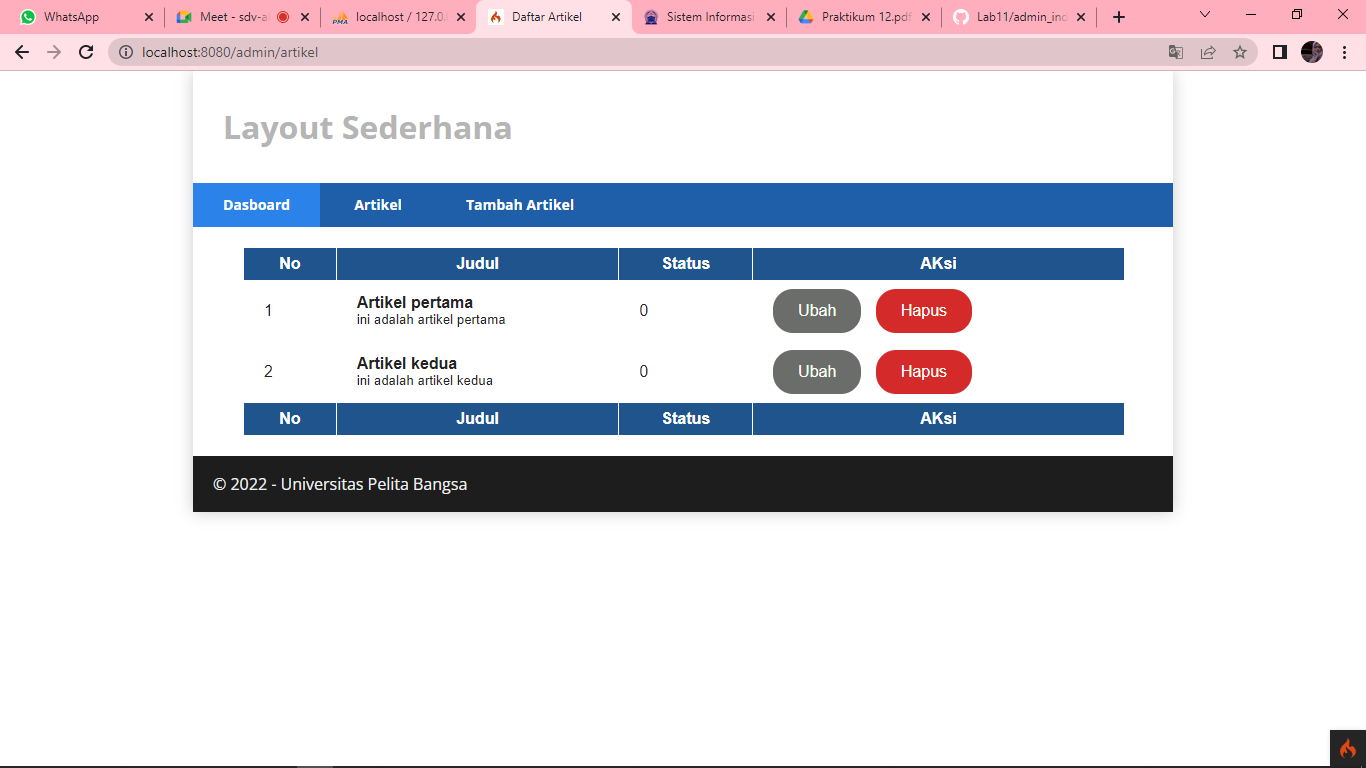 WhatsApp
Meet - sdv-a
localhost / 127.0.
Daftar Artikel
Sistem Informasi
Praktikum 12.pdf
Lab11/admin_ind
localhost:8080/admin/artikel
Layout Sederhana
Dasboard Artikel Tambah Artikel
No Judul Status AKsi
1 Artikel pertama 0 Ubah Hapus
ini adalah artikel pertama
2 Artikel kedua 0 Ubah Hapus
ini adalah artikel kedua
No Judul Status AKsi
© 2022 - Universitas Pelita Bangsa